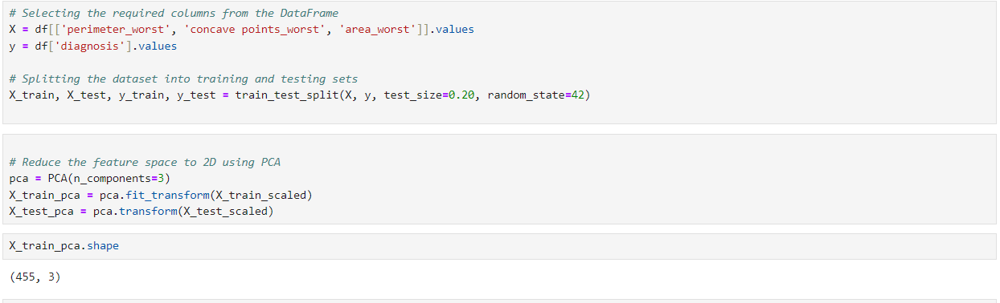 # Selecting the required columns from the DataFrame
X = df[['perimeter_worst', 'concave points_worst', 'area_worst']].values
y = df['diagnosis'].values
# Splitting the dataset into training and testing sets
X_train, X_test, y_train, y_test = train_test_split(X, y, test_size=0.20, random_state=42)
# Reduce the feature space to 2D using PCA
pca = PCA(n_components=3)
X_train_pca = pca.fit_transform(X_train_scaled)
X_test_pca = pca.transform(X_test_scaled)
X_train_pca.shape
(455, 3)